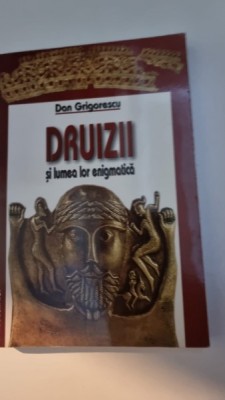 Dan Grigorescu
DRUIZII
și lumea lor enigmatică